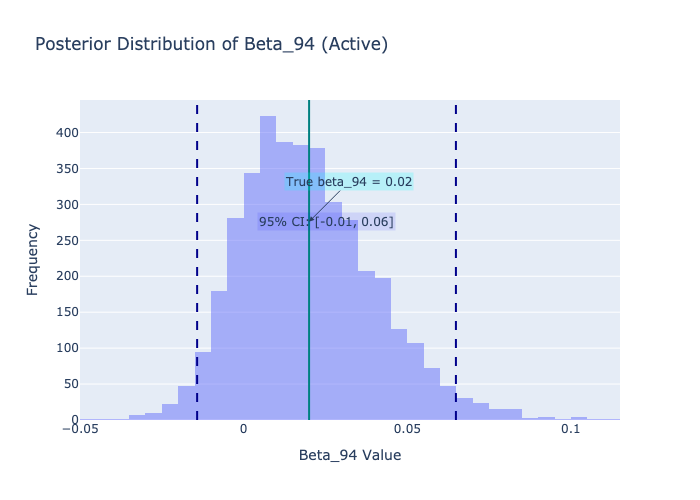 Posterior Distribution of Beta_94 (Active)
400
350
True beta_94 = 0.02
300
95% CI: [-0.01, 0.06]
250
200
150
100
50
0
−0.05
0
0.05
0.1
Frequency
Beta_94 Value